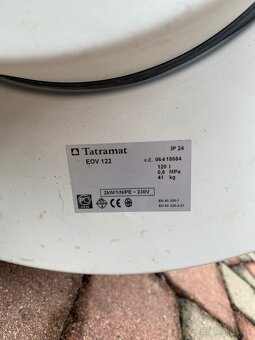 Tatramat IP 24
EOV 122 v.č. 06418684
120 l
0,6 MPa
41 kg
2kW/1/N/PE ~ 230V
EN 60 335-1
EN 60 335-2-21